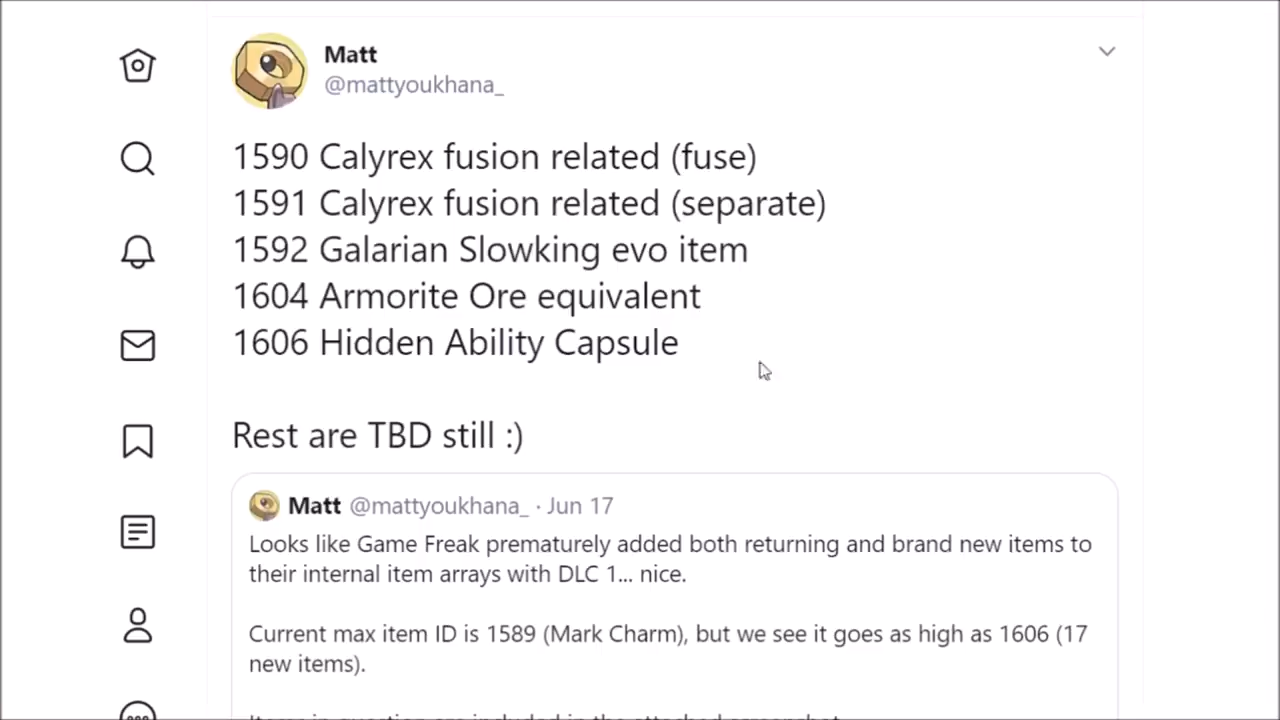 Matt
@mattyoukhana_
1590 Calyrex fusion related (fuse)
1591 Calyrex fusion related (separate)
1592 Galarian Slowking evo item
1604 Armorite Ore equivalent
1606 Hidden Ability Capsule
Rest are TBD still :)
Matt @mattyoukhana_ · Jun 17
Looks like Game Freak prematurely added both returning and brand new items to
their internal item arrays with DLC 1... nice.
Current max item ID is 1589 (Mark Charm), but we see it goes as high as 1606 (17
new items).